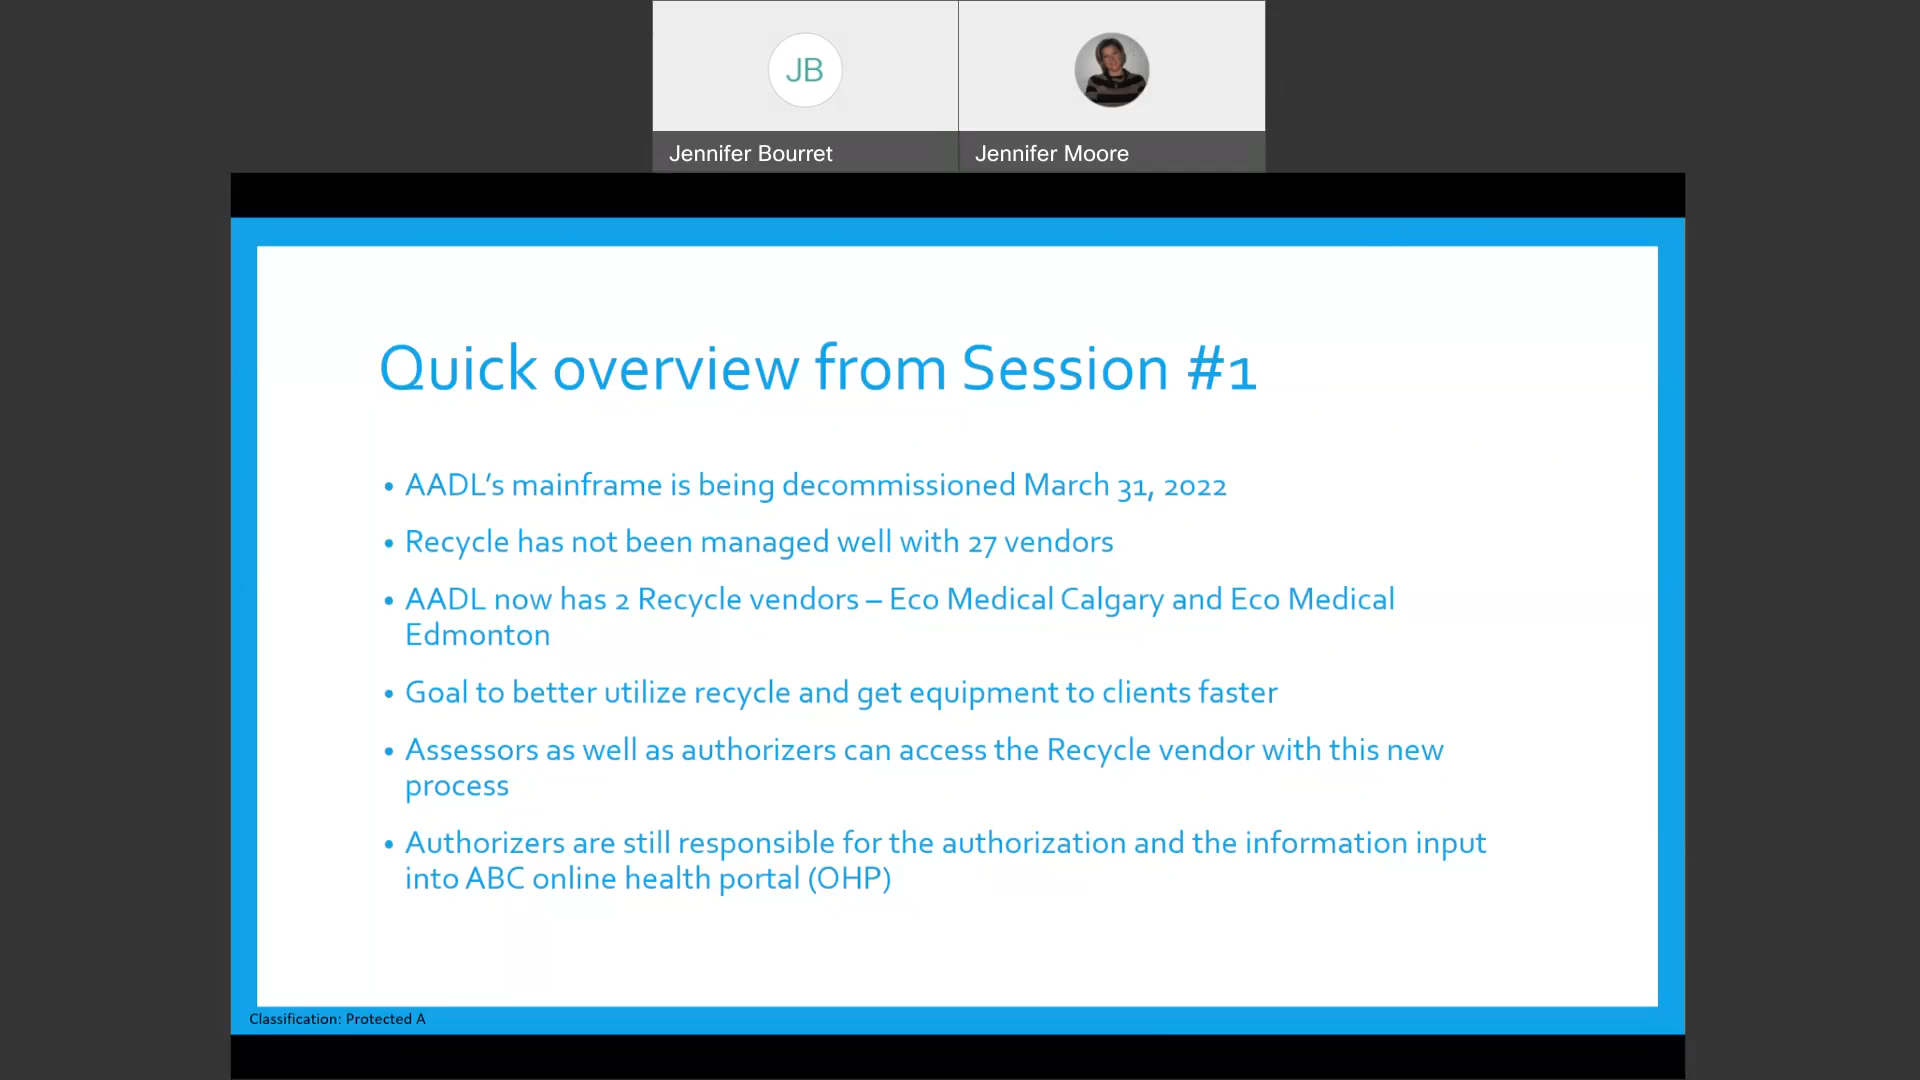 JB
Jennifer Bourret
Jennifer Moore
Quick overview from Session #1
• AADL’s mainframe is being decommissioned March 31, 2022
• Recycle has not been managed well with 27 vendors
• AADL now has 2 Recycle vendors – Eco Medical Calgary and Eco Medical
Edmonton
• Goal to better utilize recycle and get equipment to clients faster
• Assessors as well as authorizers can access the Recycle vendor with this new
process
• Authorizers are still responsible for the authorization and the information input
into ABC online health portal (OHP)
Classification: Protected A